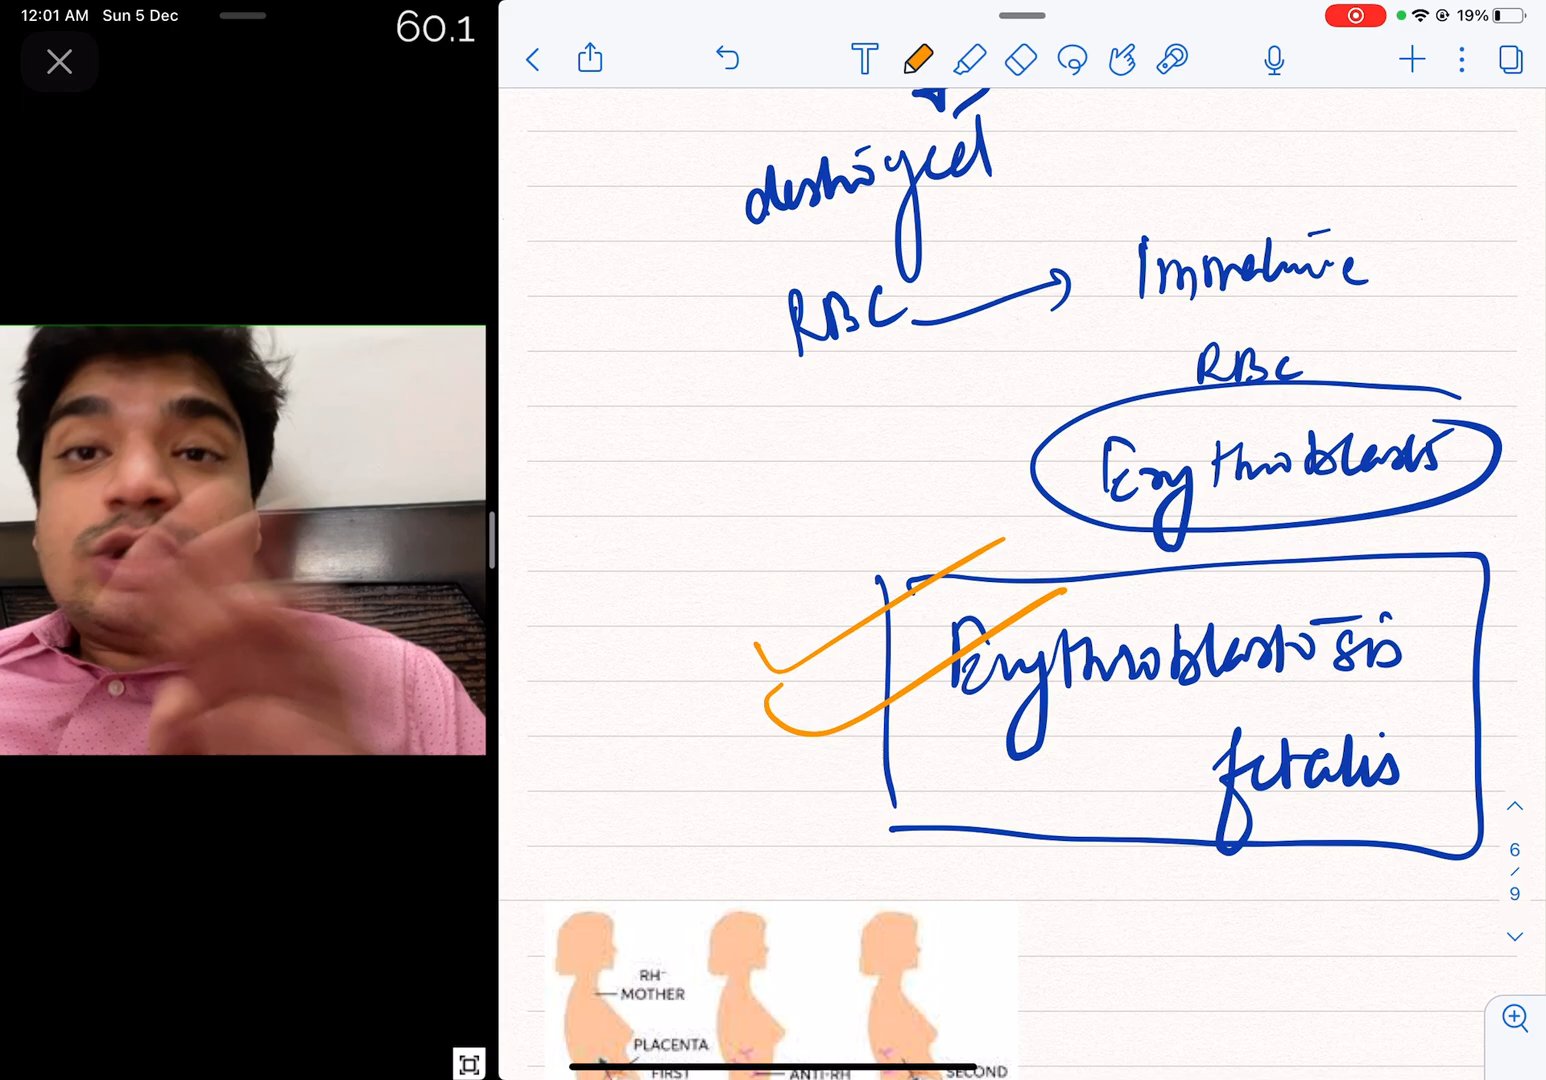 12:01 AM Sun 5 Dec
60.1
19%
T
destroyed
RBC
Immature
RBC
Erythroblasts
Erythroblastosis
fetalis
6
/
9
RH-
MOTHER
PLACENTA
FIRST
ANTI-RH
SECOND